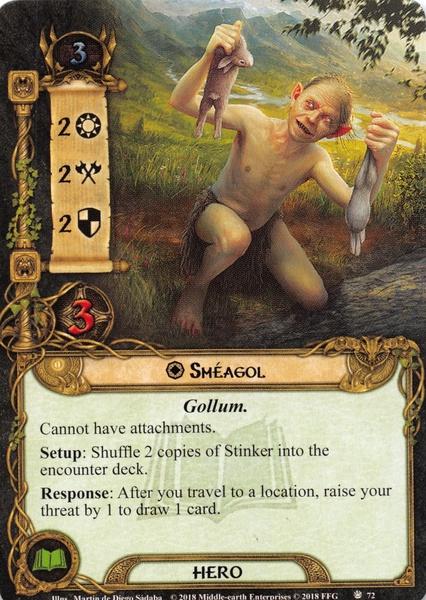 3
2
2
2
3
SMÉAGOL
Gollum.
Cannot have attachments.
Setup: Shuffle 2 copies of Stinker into the
encounter deck.
Response: After you travel to a location, raise your
threat by 1 to draw 1 card.
HERO
Illus. Martin de Diego Sádaba © 2018 Middle-earth Enterprises © 2018 FFG 72